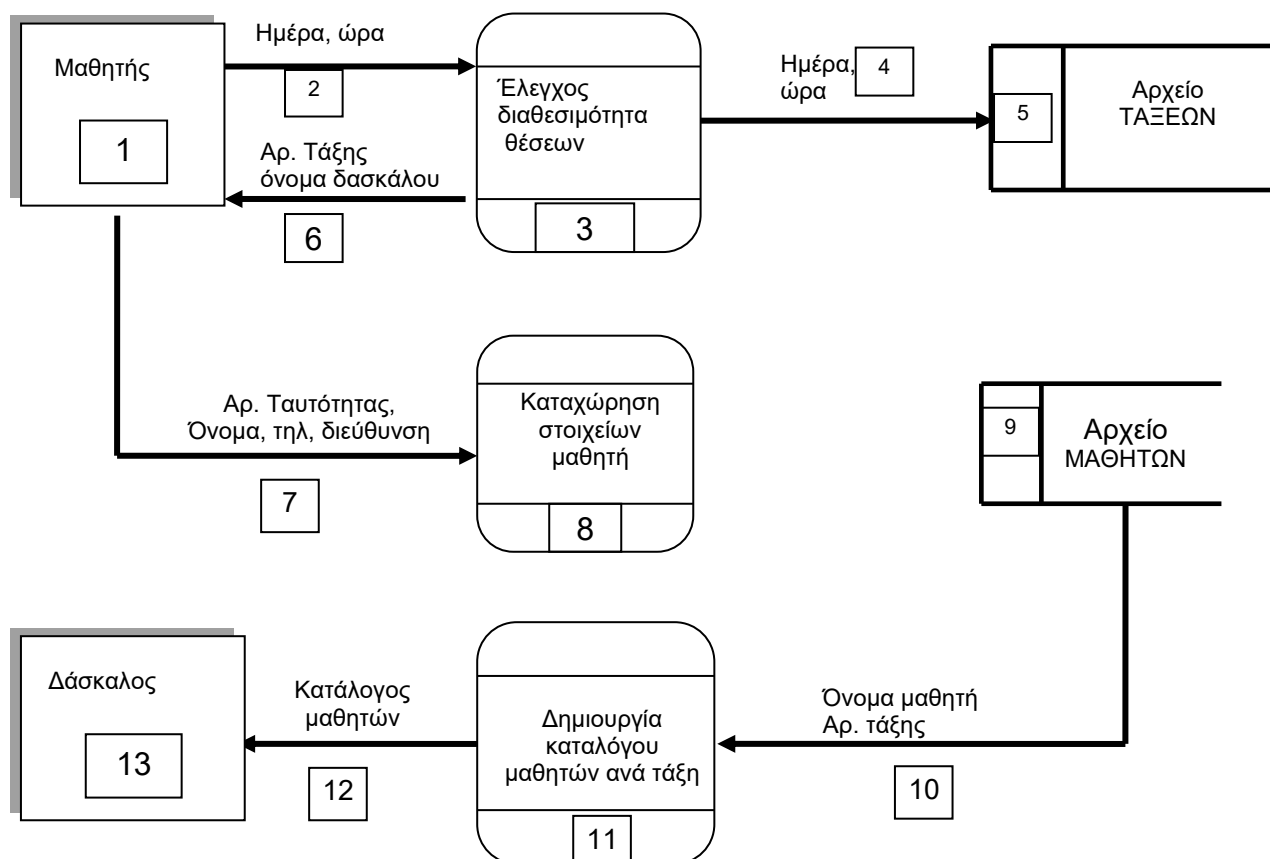 Μαθητής
1
Ημέρα, ώρα
2
Έλεγχος
διαθεσιμότητα
θέσεων
3
Ημέρα,
ώρα
4
5
Αρχείο
ΤΑΞΕΩΝ
Αρ. Τάξης
όνομα δασκάλου
6
Αρ. Ταυτότητας,
Όνομα, τηλ, διεύθυνση
7
Καταχώρηση
στοιχείων
μαθητή
8
9
Αρχείο
ΜΑΘΗΤΩΝ
Δάσκαλος
13
Κατάλογος
μαθητών
12
Δημιουργία
καταλόγου
μαθητών ανά τάξη
11
Όνομα μαθητή
Αρ. τάξης
10